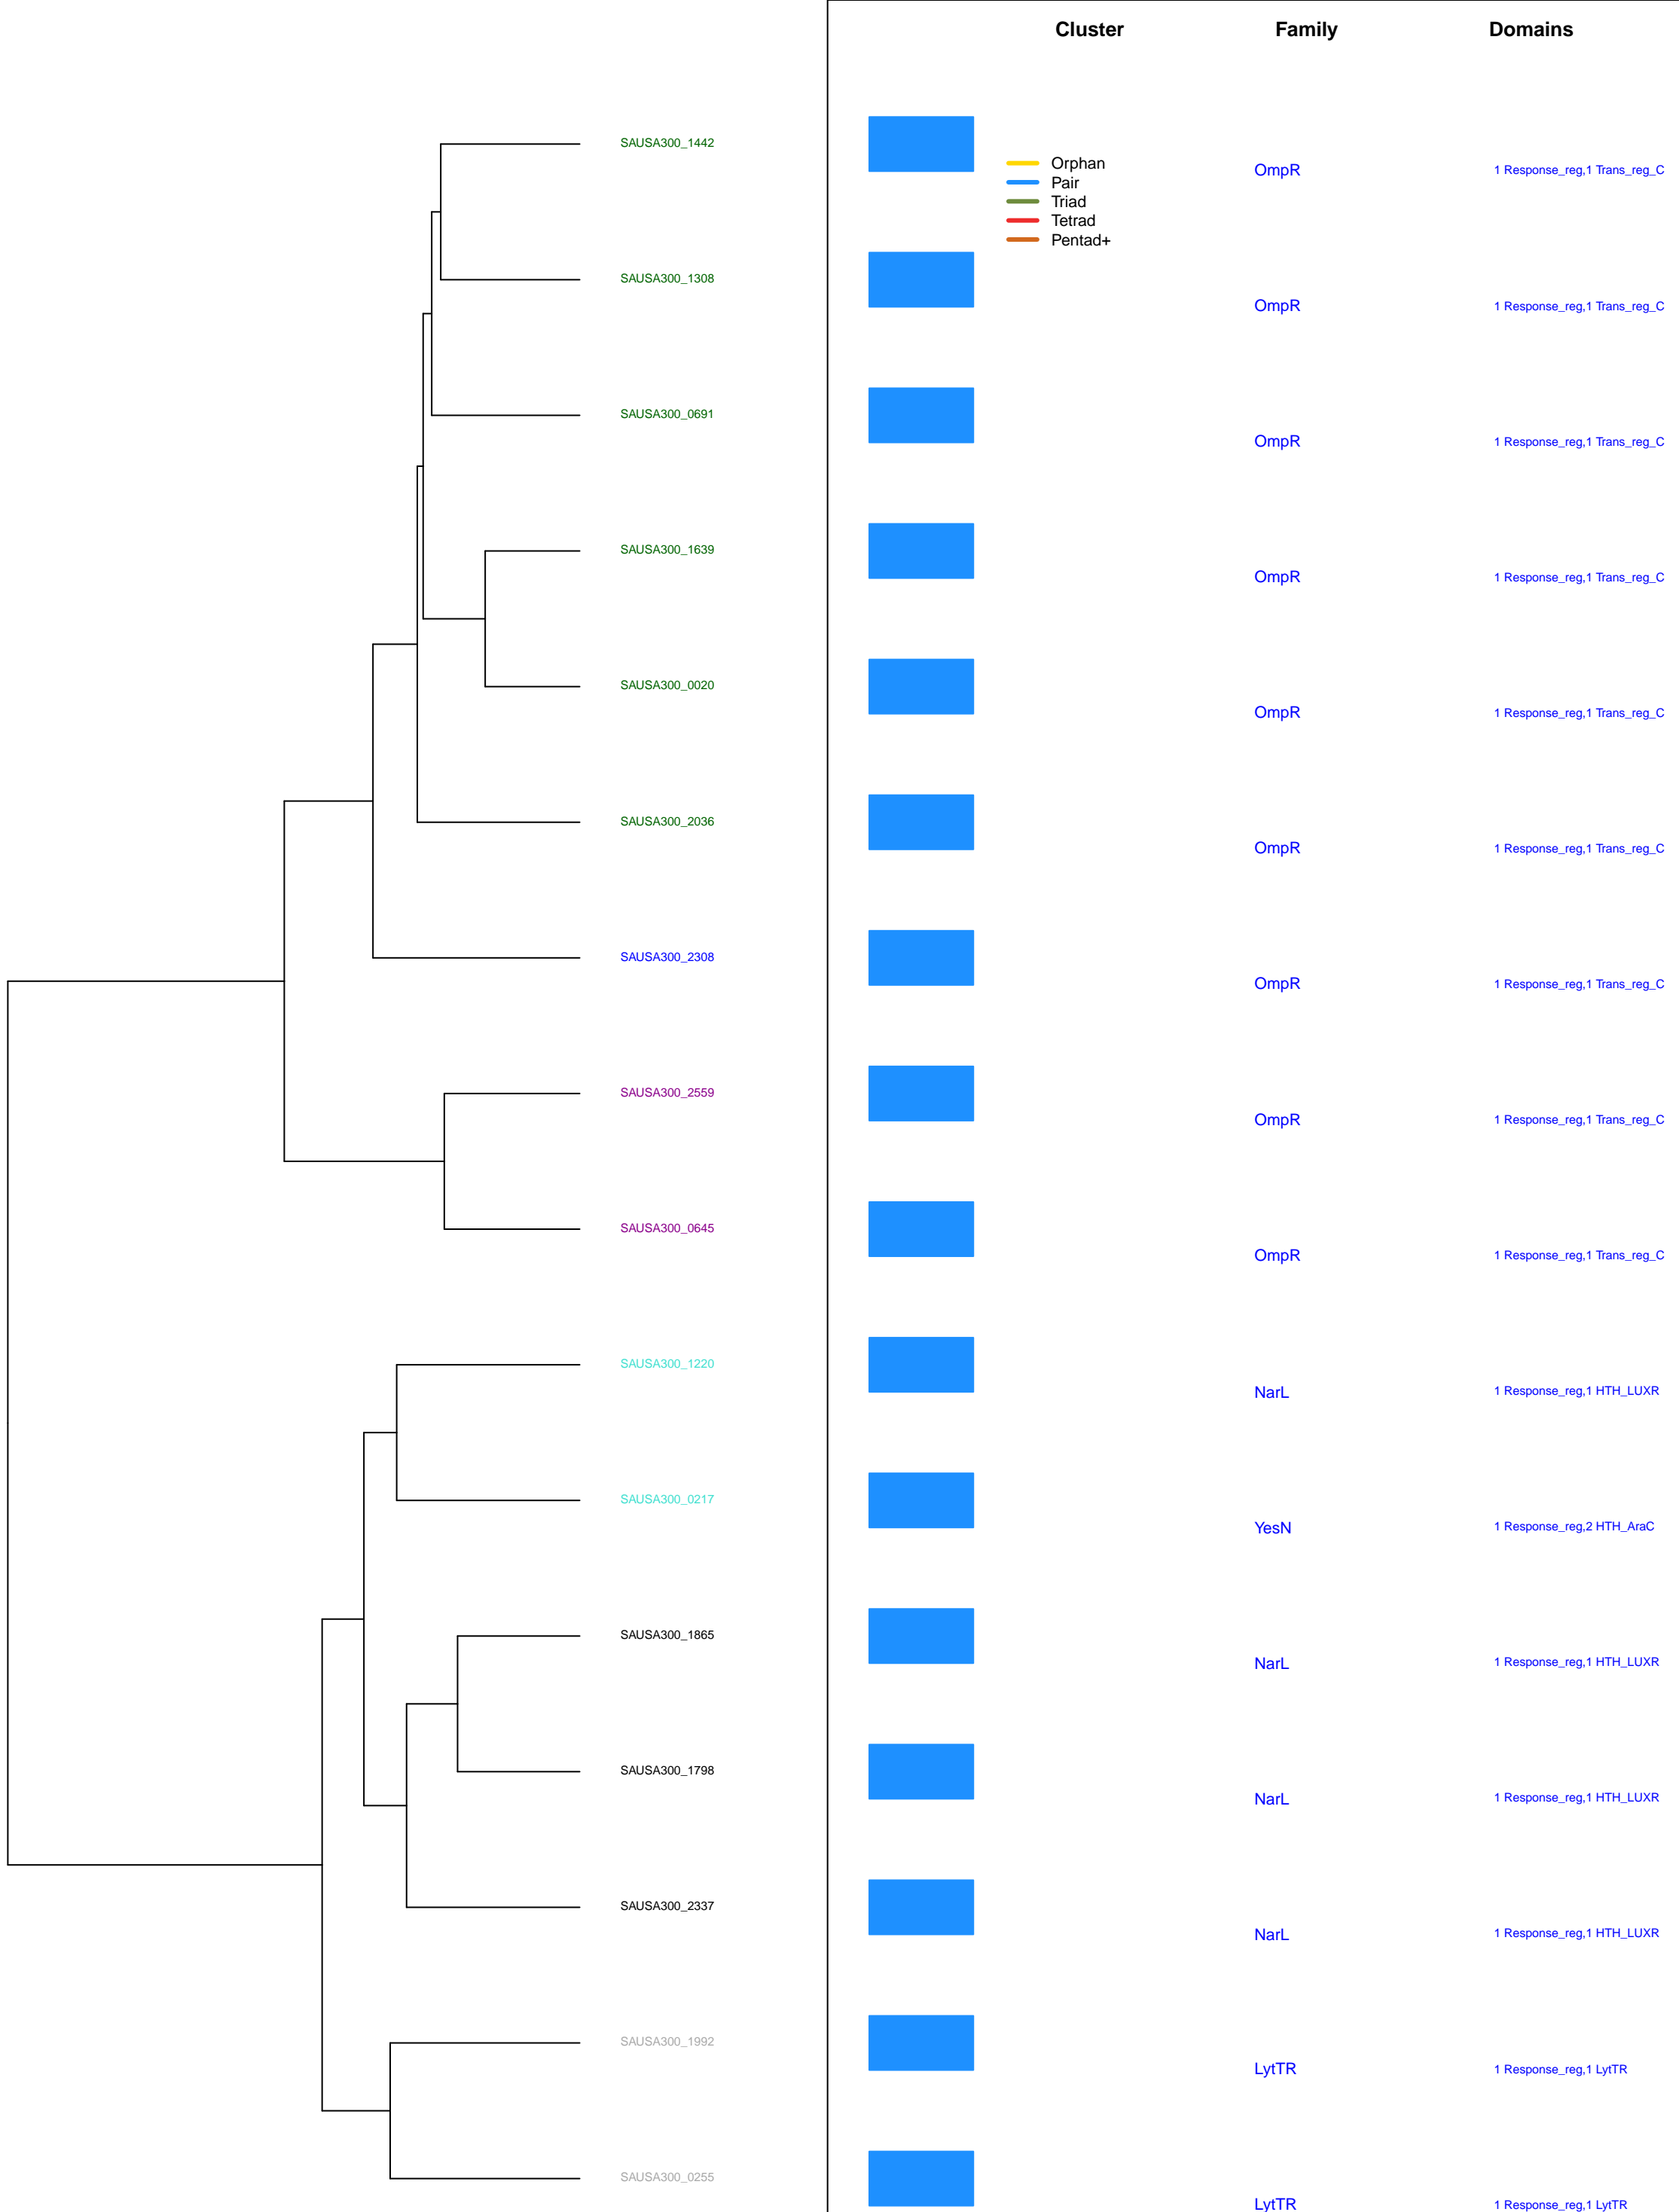 Cluster Family Domains
SAUSA300_1442
Orphan
Pair
Triad
Tetrad
Pentad+
OmpR 1 Response_reg,1 Trans_reg_C
SAUSA300_1308
OmpR 1 Response_reg,1 Trans_reg_C
SAUSA300_0691
OmpR 1 Response_reg,1 Trans_reg_C
SAUSA300_1639
OmpR 1 Response_reg,1 Trans_reg_C
SAUSA300_0020
OmpR 1 Response_reg,1 Trans_reg_C
SAUSA300_2036
OmpR 1 Response_reg,1 Trans_reg_C
SAUSA300_2308
OmpR 1 Response_reg,1 Trans_reg_C
SAUSA300_2559
OmpR 1 Response_reg,1 Trans_reg_C
SAUSA300_0645
OmpR 1 Response_reg,1 Trans_reg_C
SAUSA300_1220
NarL 1 Response_reg,1 HTH_LUXR
SAUSA300_0217
YesN 1 Response_reg,2 HTH_AraC
SAUSA300_1865
NarL 1 Response_reg,1 HTH_LUXR
SAUSA300_1798
NarL 1 Response_reg,1 HTH_LUXR
SAUSA300_2337
NarL 1 Response_reg,1 HTH_LUXR
SAUSA300_1992
LytTR 1 Response_reg,1 LytTR
SAUSA300_0255
LytTR 1 Response_reg,1 LytTR